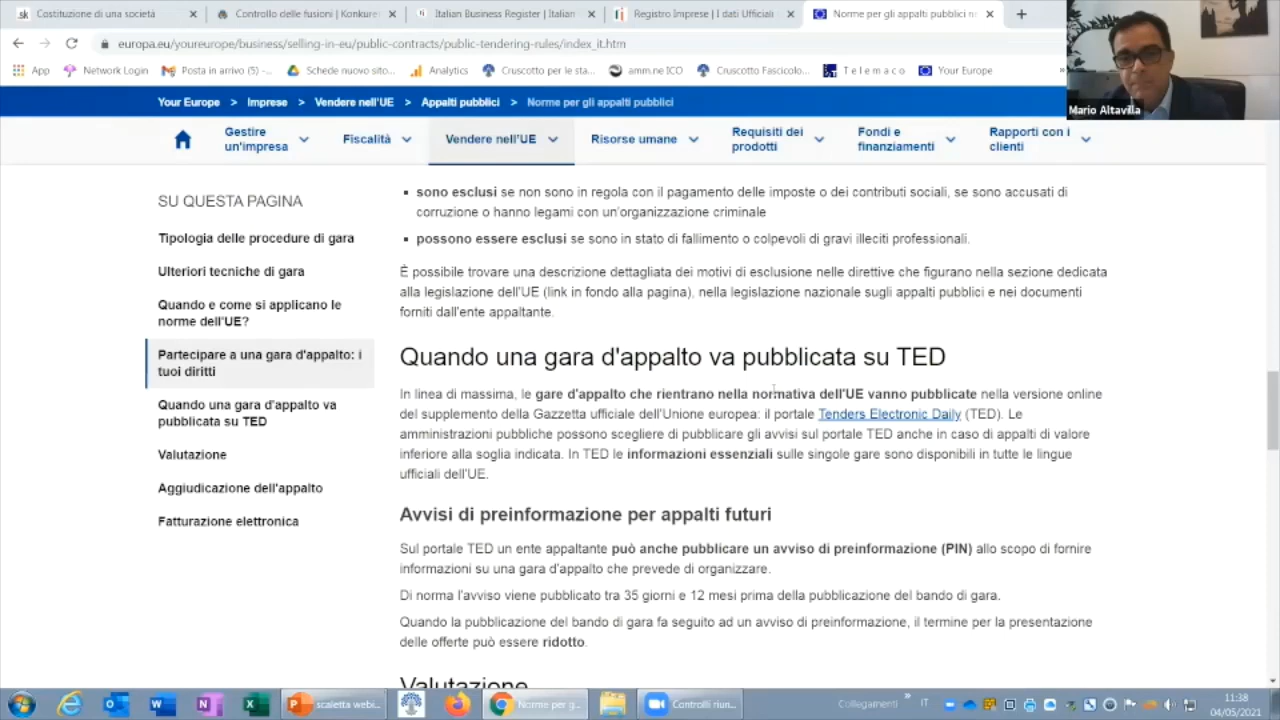 Costituzione di una società
Controllo delle fusioni | Konkure
Italian Business Register | Italian
Registro Imprese | I dati Ufficiali
Norme per gli appalti pubblici n
europa.eu/youreurope/business/selling-in-eu/public-contracts/public-tendering-rules/index_it.htm
App
Network Login
Posta in arrivo (5) -...
Schede nuovo sito...
Analytics
Cruscotto per le sta...
amm.ne ICO
Cruscotto Fascicolo...
T e l e m a c o
Your Europe
Mario Altavilla
Your Europe > Imprese > Vendere nell'UE > Appalti pubblici > Norme per gli appalti pubblici
Gestire un'impresa
Fiscalità
Vendere nell'UE
Risorse umane
Requisiti dei prodotti
Fondi e finanziamenti
Rapporti con i clienti
SU QUESTA PAGINA
Tipologia delle procedure di gara
Ulteriori tecniche di gara
Quando e come si applicano le
norme dell'UE?
Partecipare a una gara d'appalto: i
tuoi diritti
Quando una gara d'appalto va
pubblicata su TED
Valutazione
Aggiudicazione dell'appalto
Fatturazione elettronica
▪ sono esclusi se non sono in regola con il pagamento delle imposte o dei contributi sociali, se sono accusati di
corruzione o hanno legami con un'organizzazione criminale
▪ possono essere esclusi se sono in stato di fallimento o colpevoli di gravi illeciti professionali.
È possibile trovare una descrizione dettagliata dei motivi di esclusione nelle direttive che figurano nella sezione dedicata
alla legislazione dell'UE (link in fondo alla pagina), nella legislazione nazionale sugli appalti pubblici e nei documenti
forniti dall'ente appaltante.
Quando una gara d'appalto va pubblicata su TED
In linea di massima, le gare d'appalto che rientrano nella normativa dell'UE vanno pubblicate nella versione online
del supplemento della Gazzetta ufficiale dell'Unione europea: il portale Tenders Electronic Daily (TED). Le
amministrazioni pubbliche possono scegliere di pubblicare gli avvisi sul portale TED anche in caso di appalti di valore
inferiore alla soglia indicata. In TED le informazioni essenziali sulle singole gare sono disponibili in tutte le lingue
ufficiali dell'UE.
Avvisi di preinformazione per appalti futuri
Sul portale TED un ente appaltante può anche pubblicare un avviso di preinformazione (PIN) allo scopo di fornire
informazioni su una gara d'appalto che prevede di organizzare.
Di norma l'avviso viene pubblicato tra 35 giorni e 12 mesi prima della pubblicazione del bando di gara.
Quando la pubblicazione del bando di gara fa seguito ad un avviso di preinformazione, il termine per la presentazione
delle offerte può essere ridotto.
Valutazione
scaletta webi...
Norme per g...
Controlli riun...
Collegamenti
IT
11:38
04/05/2021